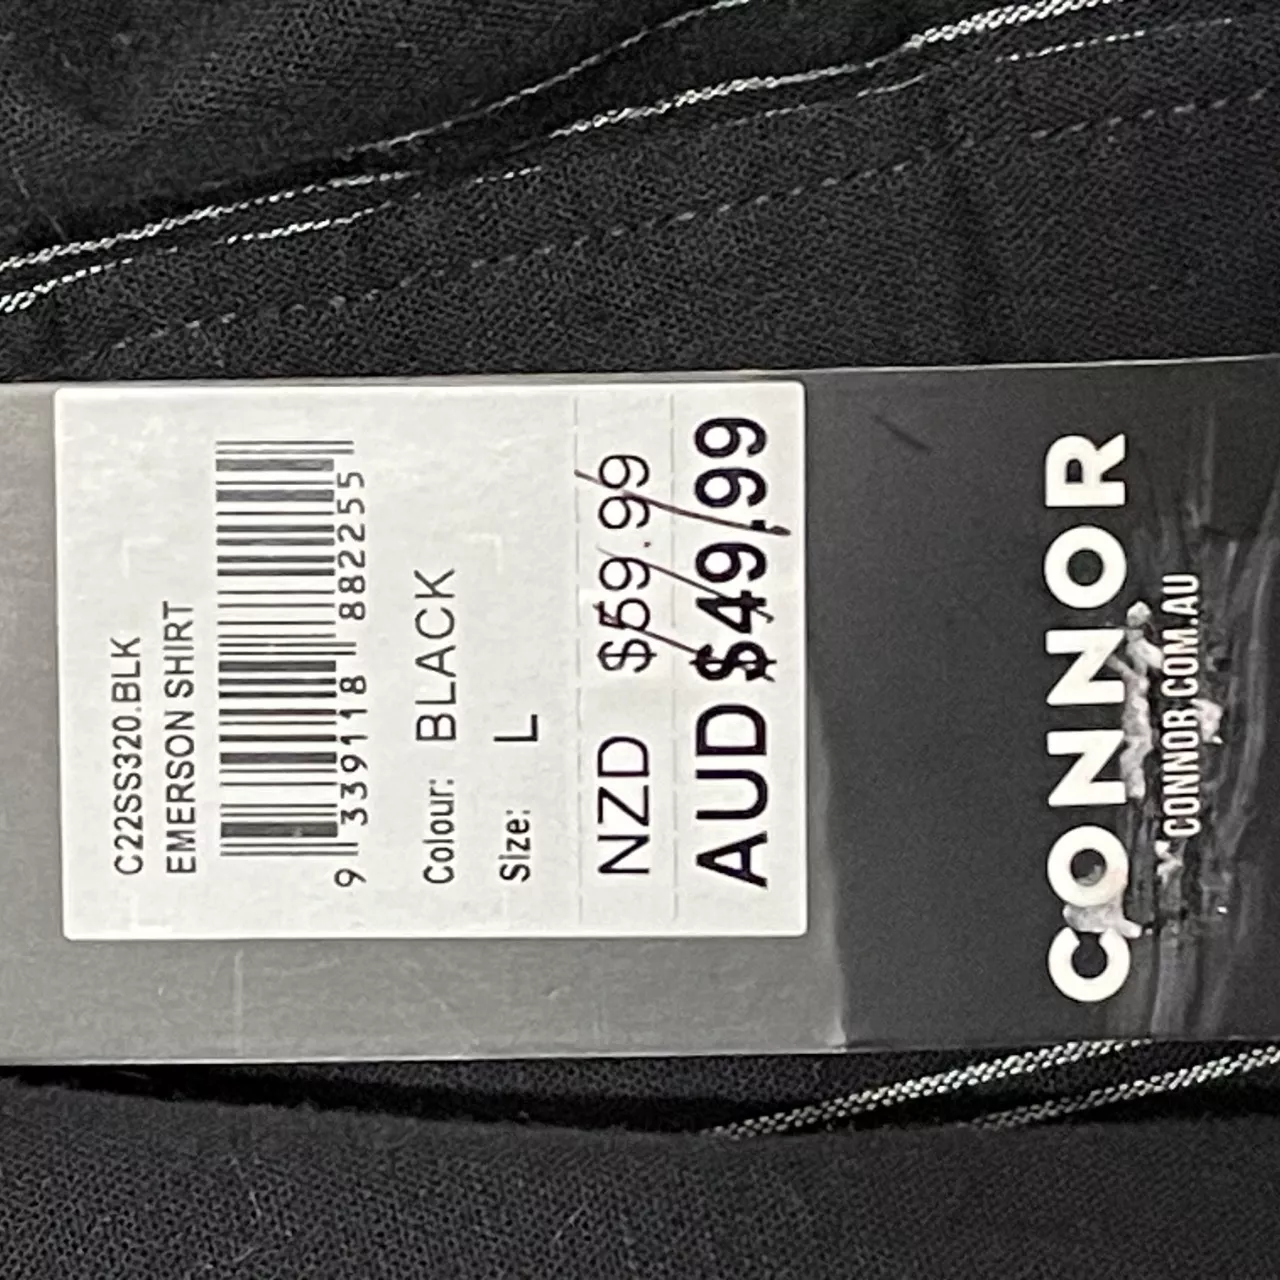 C22SS320.BLK
EMERSON SHIRT
9 339118 882255
Colour: BLACK
Size: L
NZD $59.99
AUD $49.99
CONNOR
CONNOR.COM.AU